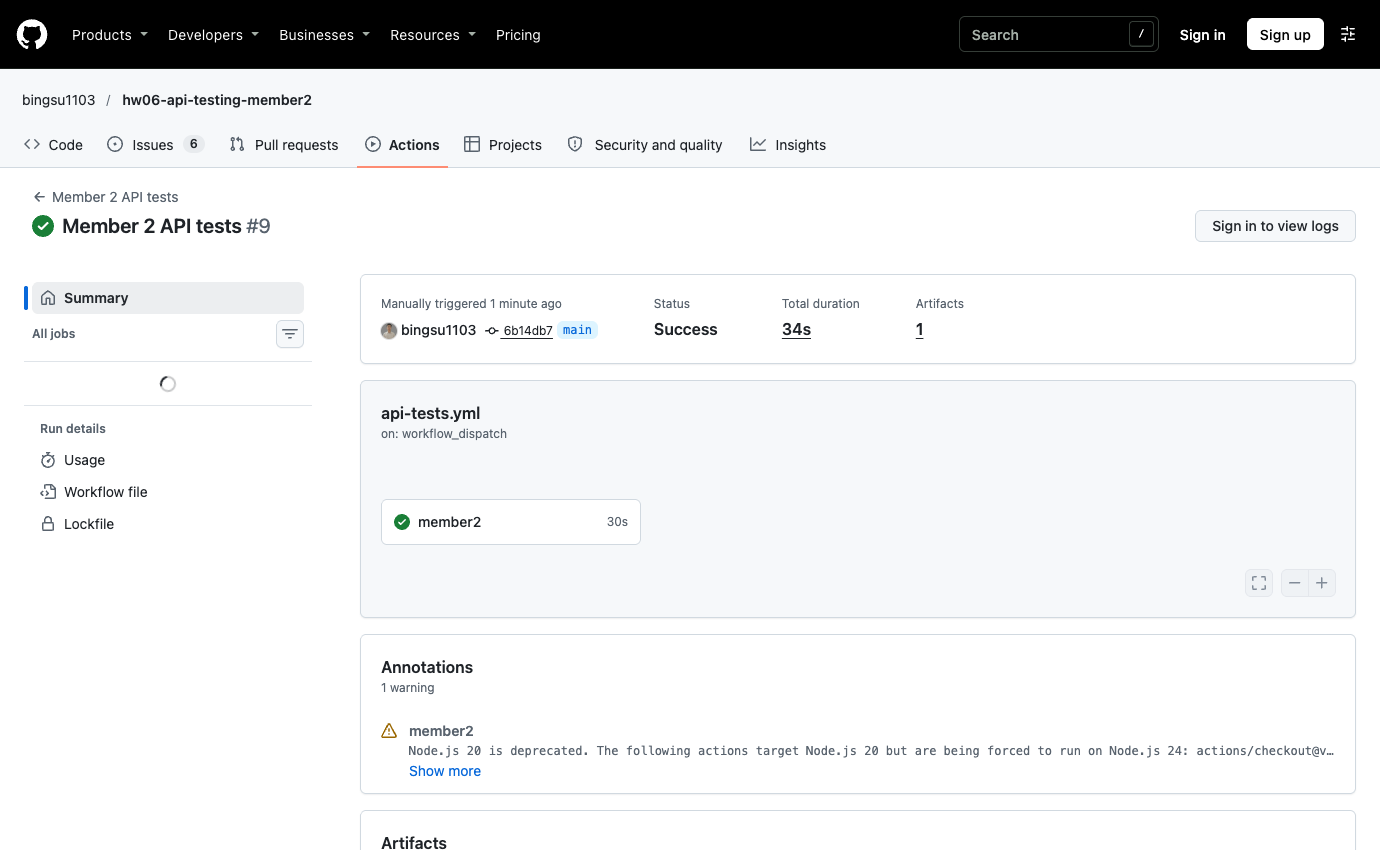 Products Developers Businesses Resources Pricing Search / Sign in Sign up
bingsu1103 / hw06-api-testing-member2
Code Issues 6 Pull requests Actions Projects Security and quality Insights
Member 2 API tests
Member 2 API tests #9
Sign in to view logs
Summary
All jobs
Run details
Usage
Workflow file
Lockfile
Manually triggered 1 minute ago
bingsu1103 6b14db7 main
Status
Success
Total duration
34s
Artifacts
1
api-tests.yml
on: workflow_dispatch
member2 30s
Annotations
1 warning
member2
Node.js 20 is deprecated. The following actions target Node.js 20 but are being forced to run on Node.js 24: actions/checkout@v…
Show more
Artifacts